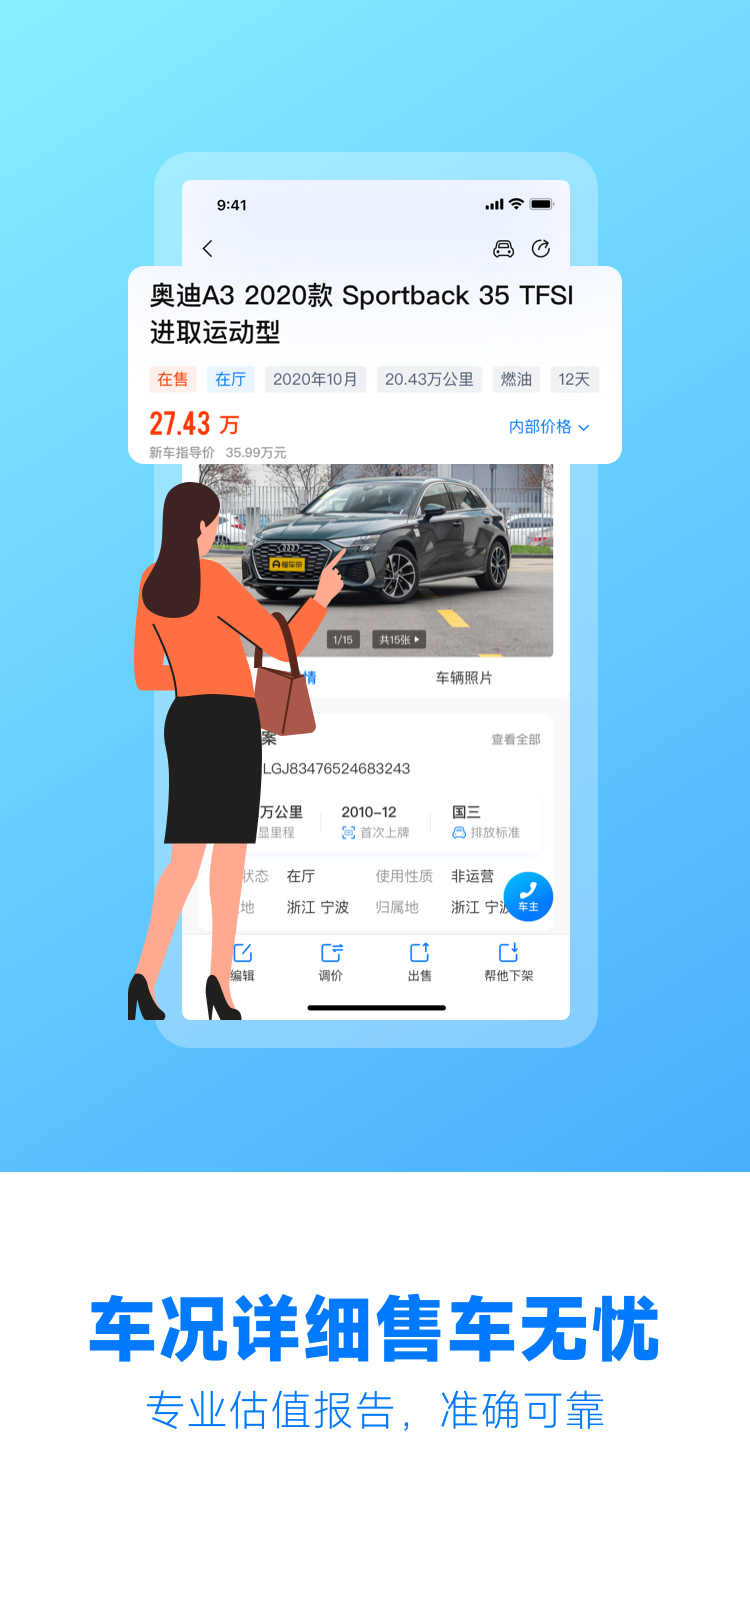 9:41
奥迪A3 2020款 Sportback 35 TFSI
进取运动型
在售 在厅 2020年10月 20.43万公里 燃油 12天
27.43 万
内部价格
新车指导价 35.99万元
懂车帝
1/15 共15张
情 车辆照片
案 查看全部
LGJ83476524683243
万公里 2010-12 国三
显里程 首次上牌 排放标准
状态 在厅 使用性质 非运营
地 浙江 宁波 归属地 浙江 宁波
车主
编辑 调价 出售 帮他下架
车况详细售车无忧
专业估值报告，准确可靠